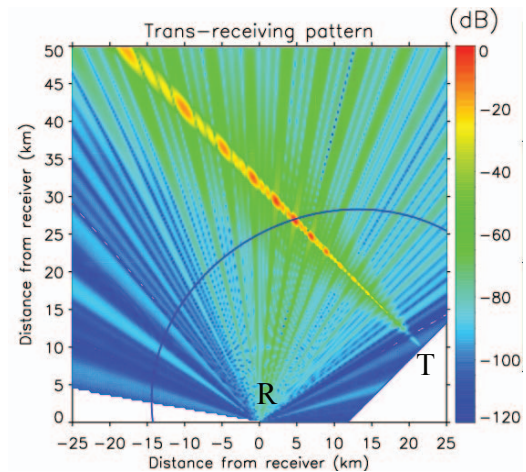 Trans-receiving pattern
(dB)
50
45
40
35
30
25
20
15
10
5
0
Distance from receiver (km)
-25 -20 -15 -10 -5 0 5 10 15 20 25
Distance from receiver (km)
R
T
0
-20
-40
-60
-80
-100
-120